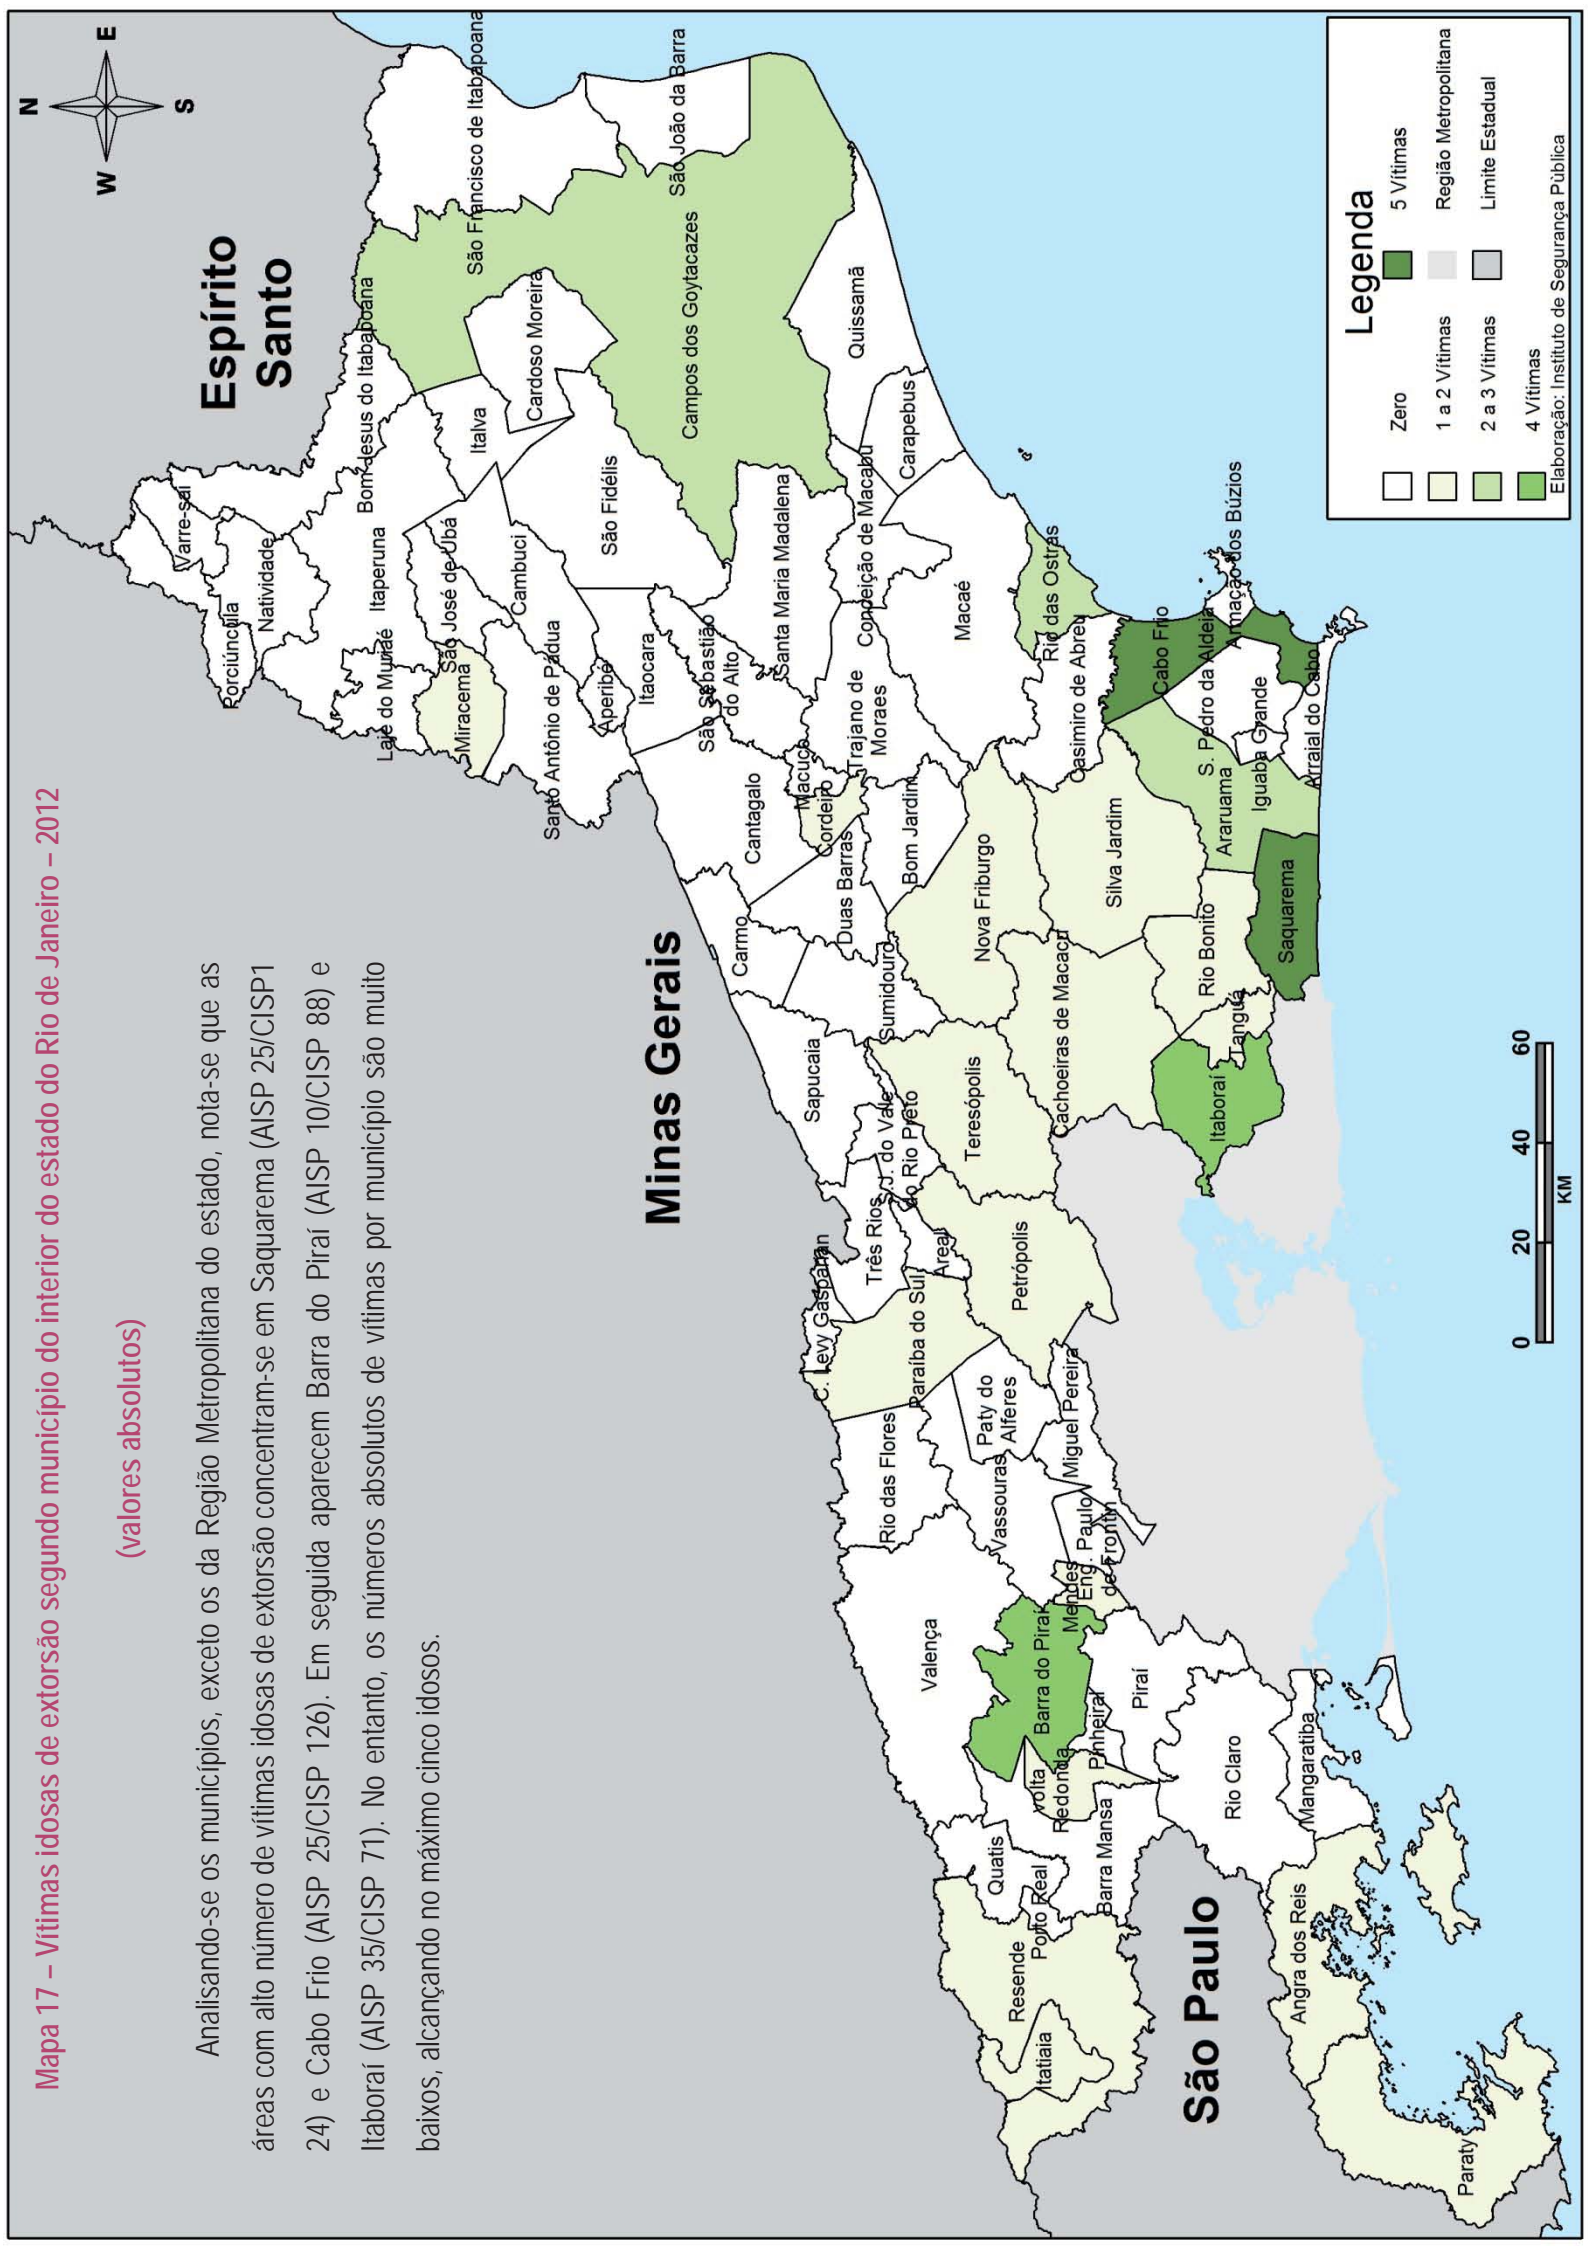 Mapa 17 – Vítimas idosas de extorsão segundo município do interior do estado do Rio de Janeiro – 2012
(valores absolutos)
Analisando-se os municípios, exceto os da Região Metropolitana do estado, nota-se que as
áreas com alto número de vítimas idosas de extorsão concentram-se em Saquarema (AISP 25/CISP1
24) e Cabo Frio (AISP 25/CISP 126). Em seguida aparecem Barra do Piraí (AISP 10/CISP 88) e
Itaboraí (AISP 35/CISP 71). No entanto, os números absolutos de vítimas por município são muito
baixos, alcançando no máximo cinco idosos.
N
W
E
S
Espírito
Santo
Minas Gerais
São Paulo
Varre-sai
Porciúncula
Natividade
Bom Jesus do Itabapoana
Itaperuna
Laje do Muriaé
São José de Ubá
Miracema
Italva
Cardoso Moreira
São Francisco de Itabapoana
São João da Barra
Campos dos Goytacazes
Cambuci
São Fidélis
Santo Antônio de Pádua
Aperibé
Itaocara
São Sebastião
do Alto
Santa Maria Madalena
Conceição de Macabu
Quissamã
Carapebus
Macaé
Trajano de
Moraes
Macuco
Cordeiro
Cantagalo
Carmo
Duas Barras
Bom Jardim
Sumidouro
Nova Friburgo
Casimiro de Abreu
Rio das Ostras
Cabo Frio
Armação dos Búzios
S. Pedro da Aldeia
Iguaba Grande
Arraial do Cabo
Araruama
Silva Jardim
Saquarema
Rio Bonito
Tanguá
Itaboraí
Cachoeiras de Macacu
Teresópolis
Sapucaia
S.J. do Vale
do Rio Preto
Três Rios
Areal
Petrópolis
C. Levy Gasparian
Paraíba do Sul
Rio das Flores
Paty do
Alferes
Miguel Pereira
Vassouras
Eng. Paulo
de Frontin
Mendes
Valença
Barra do Piraí
Piraí
Pinheiral
Volta
Redonda
Barra Mansa
Rio Claro
Mangaratiba
Quatis
Porto Real
Resende
Itatiaia
Angra dos Reis
Paraty
0 20 40 60
KM
Legenda
Zero
1 a 2 Vítimas
2 a 3 Vítimas
4 Vítimas
5 Vítimas
Região Metropolitana
Limite Estadual
Elaboração: Instituto de Segurança Pública